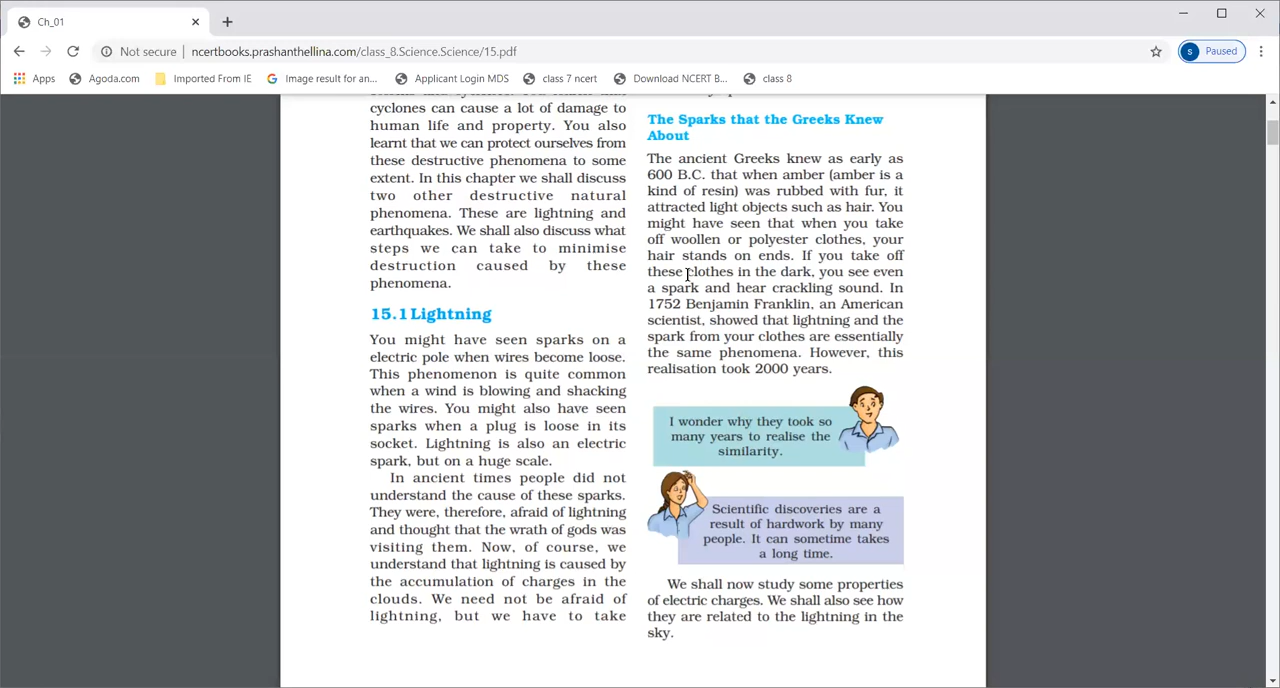 Ch_01
Not secure | ncertbooks.prashanthellina.com/class_8.Science.Science/15.pdf
s Paused
Apps Agoda.com Imported From IE Image result for an... Applicant Login MDS class 7 ncert Download NCERT B... class 8
cyclones can cause a lot of damage to
human life and property. You also
learnt that we can protect ourselves from
these destructive phenomena to some
extent. In this chapter we shall discuss
two other destructive natural
phenomena. These are lightning and
earthquakes. We shall also discuss what
steps we can take to minimise
destruction caused by these
phenomena.
15.1 Lightning
You might have seen sparks on a
electric pole when wires become loose.
This phenomenon is quite common
when a wind is blowing and shacking
the wires. You might also have seen
sparks when a plug is loose in its
socket. Lightning is also an electric
spark, but on a huge scale.
In ancient times people did not
understand the cause of these sparks.
They were, therefore, afraid of lightning
and thought that the wrath of gods was
visiting them. Now, of course, we
understand that lightning is caused by
the accumulation of charges in the
clouds. We need not be afraid of
lightning, but we have to take
The Sparks that the Greeks Knew
About
The ancient Greeks knew as early as
600 B.C. that when amber (amber is a
kind of resin) was rubbed with fur, it
attracted light objects such as hair. You
might have seen that when you take
off woollen or polyester clothes, your
hair stands on ends. If you take off
these clothes in the dark, you see even
a spark and hear crackling sound. In
1752 Benjamin Franklin, an American
scientist, showed that lightning and the
spark from your clothes are essentially
the same phenomena. However, this
realisation took 2000 years.
I wonder why they took so
many years to realise the
similarity.
Scientific discoveries are a
result of hardwork by many
people. It can sometime takes
a long time.
We shall now study some properties
of electric charges. We shall also see how
they are related to the lightning in the
sky.